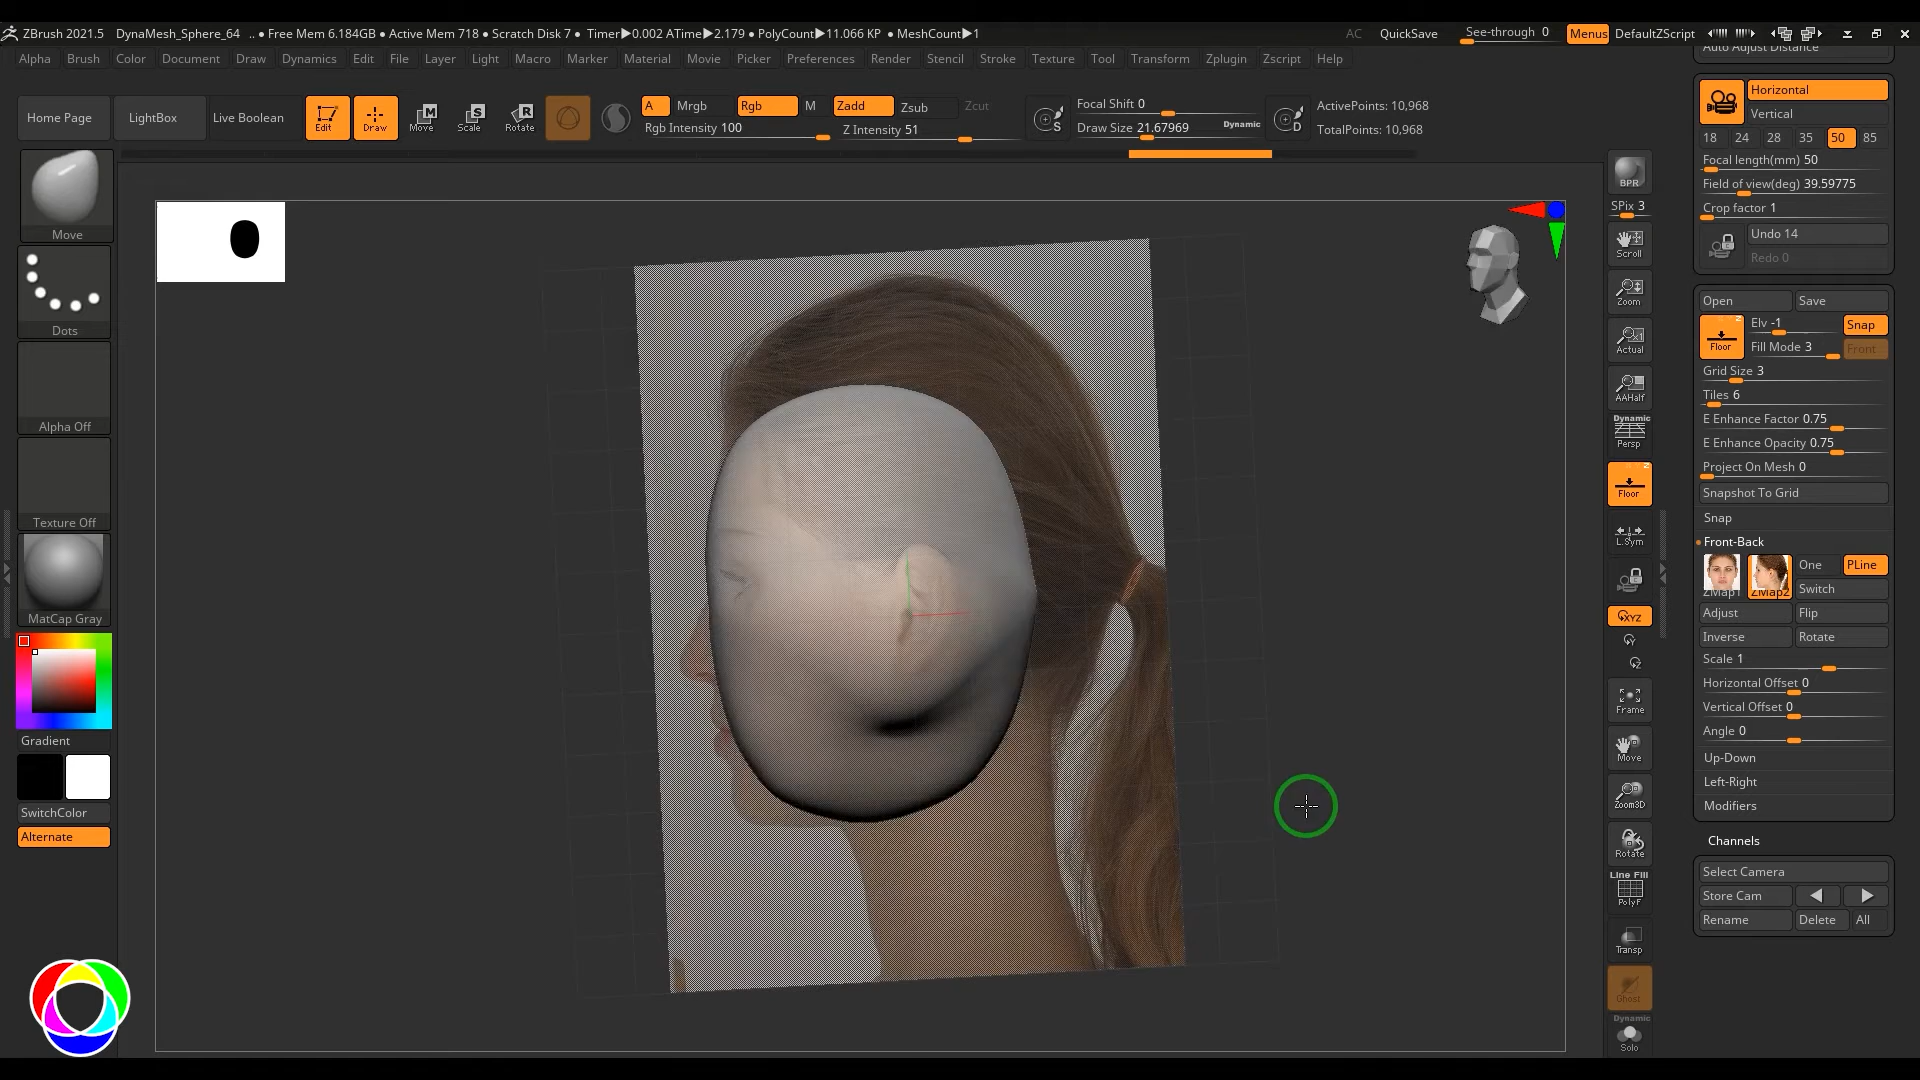 ZBrush 2021.5 DynaMesh_Sphere_64 .. ● Free Mem 6.184GB ● Active Mem 718 ● Scratch Disk 7 ● Timer▶0.002 ATime▶2.179 ● PolyCount▶11.066 KP ● MeshCount▶1 AC QuickSave See-through 0 Menus DefaultZScript
Alpha Brush Color Document Draw Dynamics Edit File Layer Light Macro Marker Material Movie Picker Preferences Render Stencil Stroke Texture Tool Transform Zplugin Zscript Help
Auto Adjust Distance
Home Page LightBox Live Boolean Edit Draw Move Scale Rotate
A Mrgb Rgb M Zadd Zsub Zcut
Rgb Intensity 100 Z Intensity 51
S Focal Shift 0
Draw Size 21.67969 Dynamic
D ActivePoints: 10,968
TotalPoints: 10,968
Move
Dots
Alpha Off
Texture Off
MatCap Gray
Gradient
SwitchColor
Alternate
BPR
SPix 3
Scroll
Zoom
Actual
AAHalf
Dynamic
Persp
Floor
L.Sym
XYZ
Y
Z
Frame
Move
Zoom3D
Rotate
Line Fill
PolyF
Transp
Ghost
Dynamic
Solo
Horizontal
Vertical
18 24 28 35 50 85
Focal length(mm) 50
Field of view(deg) 39.59775
Crop factor 1
Undo 14
Redo 0
Open Save
Floor Elv -1 Snap
Fill Mode 3 Front
Grid Size 3
Tiles 6
E Enhance Factor 0.75
E Enhance Opacity 0.75
Project On Mesh 0
Snapshot To Grid
Snap
Front-Back
ZMap1 ZMap2 One PLine
Switch
Adjust Flip
Inverse Rotate
Scale 1
Horizontal Offset 0
Vertical Offset 0
Angle 0
Up-Down
Left-Right
Modifiers
Channels
Select Camera
Store Cam
Rename Delete All